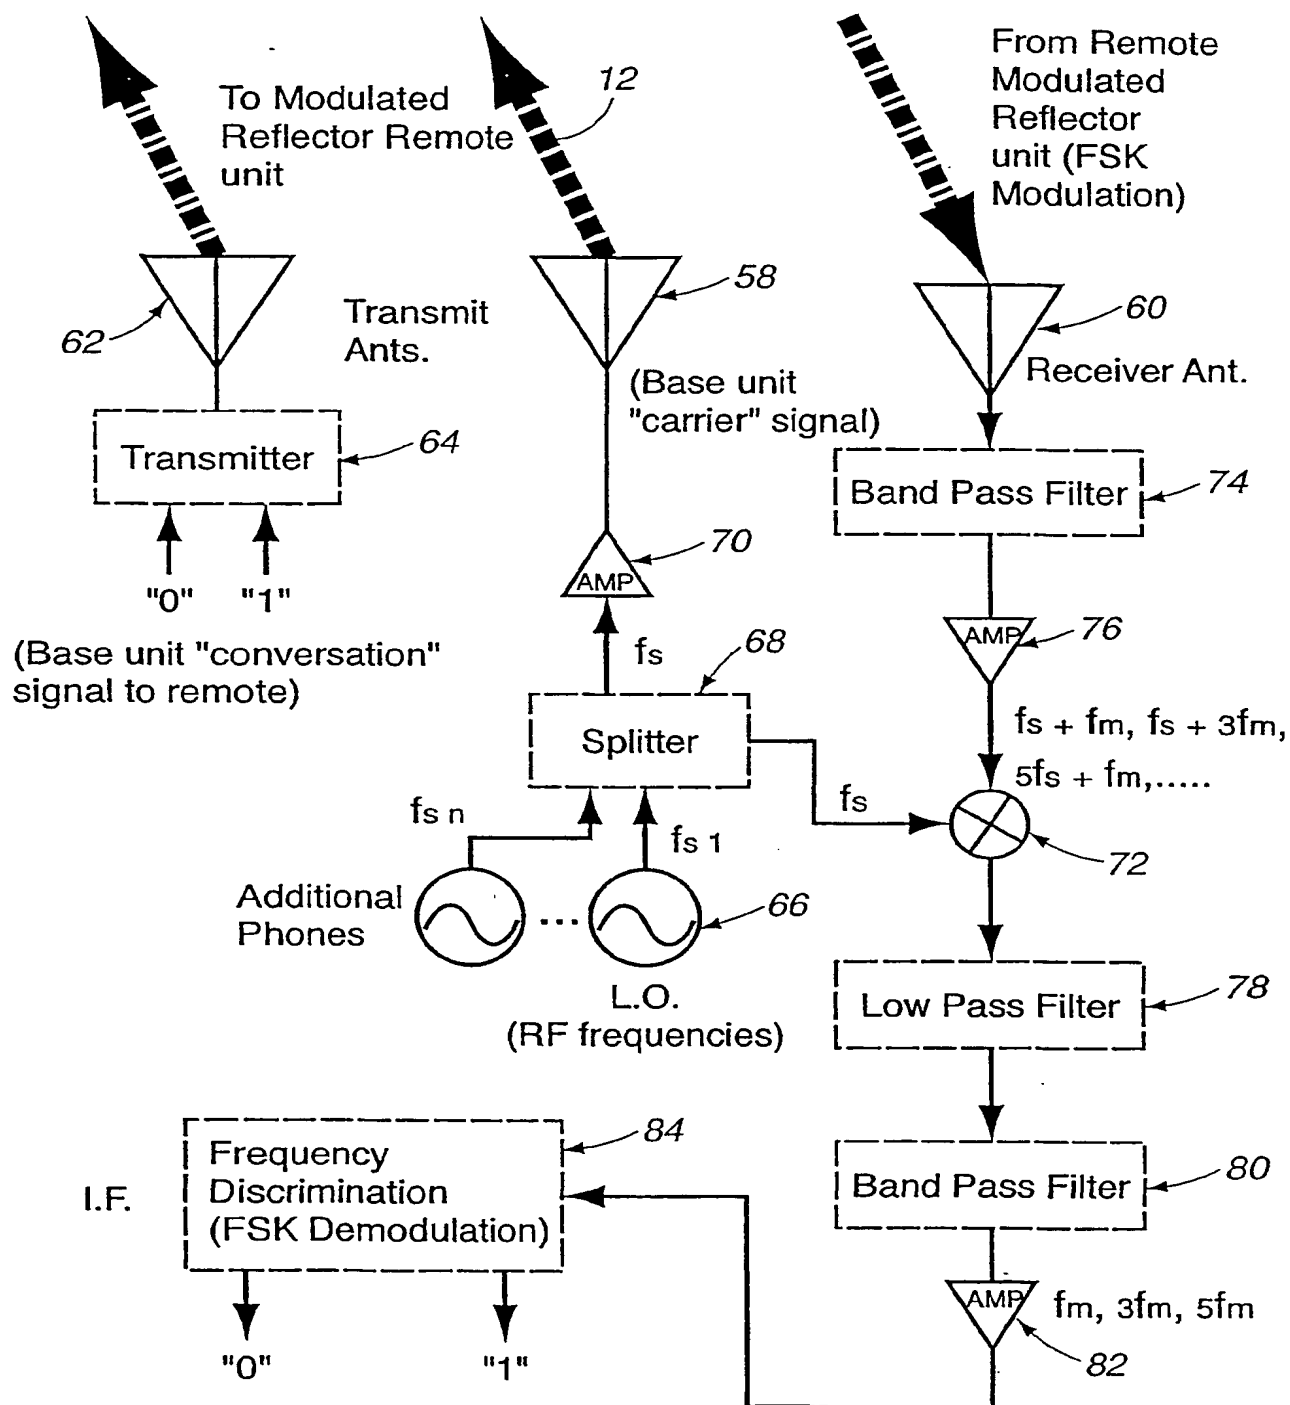 To Modulated
Reflector Remote
unit
12
From Remote
Modulated
Reflector
unit (FSK
Modulation)
62
Transmit
Ants.
58
60
Receiver Ant.
(Base unit
"carrier" signal)
Transmitter
64
Band Pass Filter
74
"0"
"1"
(Base unit "conversation"
signal to remote)
AMP
70
fs
AMP
76
68
Splitter
fs + fm, fs + 3fm,
5fs + fm,.....
fs
72
fs n
fs 1
Additional
Phones
...
66
L.O.
(RF frequencies)
Low Pass Filter
78
Band Pass Filter
80
I.F.
Frequency
Discrimination
(FSK Demodulation)
84
"0"
"1"
AMP
fm, 3fm, 5fm
82